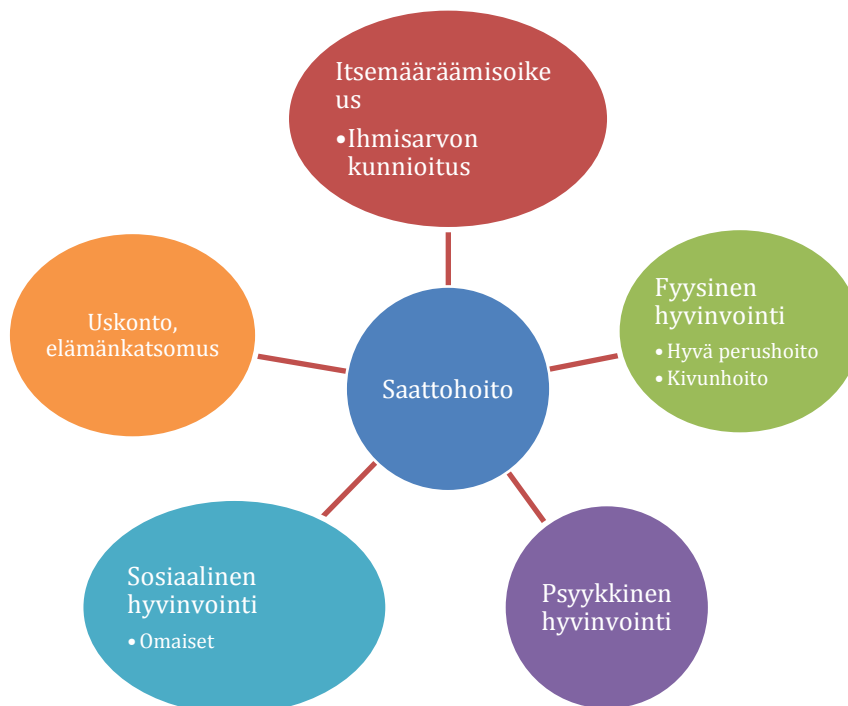 Itsemääräämisoike
us
•Ihmisarvon
kunnioitus
Fyysinen
hyvinvointi
• Hyvä perushoito
• Kivunhoito
Uskonto,
elämänkatsomus
Saattohoito
Sosiaalinen
hyvinvointi
• Omaiset
Psyykkinen
hyvinvointi